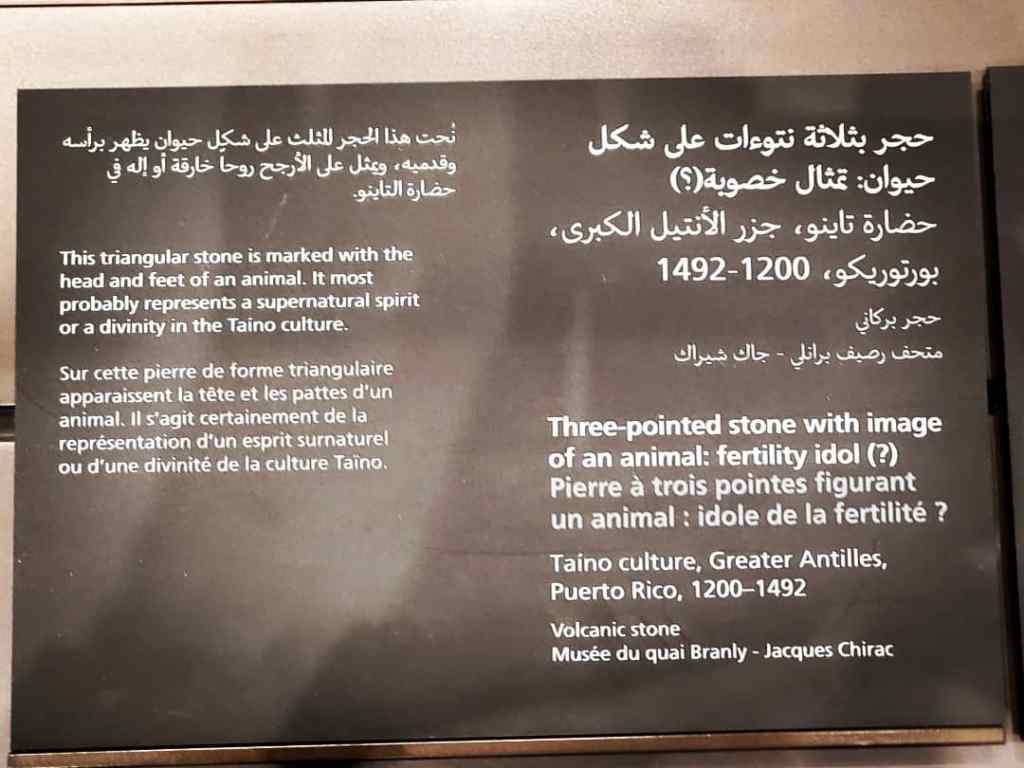 حجر بثلاثة نتوءات على شكل
حيوان: تمثال خصوبة(؟)
حضارة تاينو، جزر الأنتيل الكبرى،
بورتوريكو، 1200-1492
حجر بركاني
متحف رصيف برانلي - جاك شيراك
Three-pointed stone with image
of an animal: fertility idol (?)
Pierre à trois pointes figurant
un animal : idole de la fertilité ?
Taino culture, Greater Antilles,
Puerto Rico, 1200–1492
Volcanic stone
Musée du quai Branly - Jacques Chirac
نُحت هذا الحجر المثلث على شكل حيوان يظهر برأسه
وقدميه، ويمثل على الأرجح روحاً خارقة أو إله في
حضارة التاينو.
This triangular stone is marked with the
head and feet of an animal. It most
probably represents a supernatural spirit
or a divinity in the Taino culture.
Sur cette pierre de forme triangulaire
apparaissent la tête et les pattes d'un
animal. Il s'agit certainement de la
représentation d'un esprit surnaturel
ou d'une divinité de la culture Taïno.